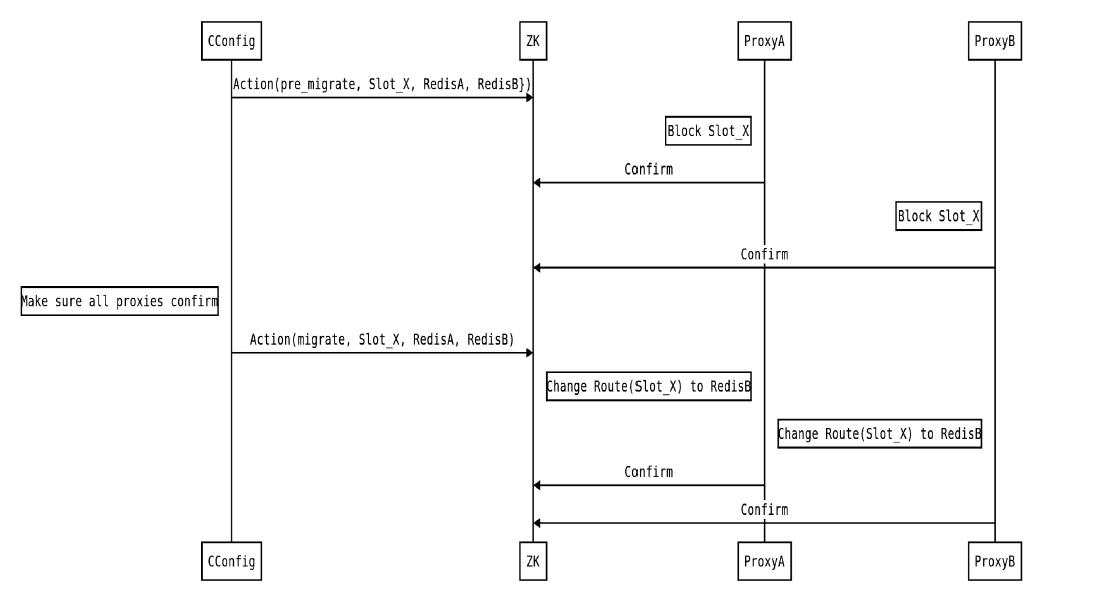 CConfig
ZK
ProxyA
ProxyB
Action(pre_migrate, Slot_X, RedisA, RedisB})
Block Slot_X
Confirm
Block Slot_X
Confirm
Make sure all proxies confirm
Action(migrate, Slot_X, RedisA, RedisB)
Change Route(Slot_X) to RedisB
Change Route(Slot_X) to RedisB
Confirm
Confirm
CConfig
ZK
ProxyA
ProxyB